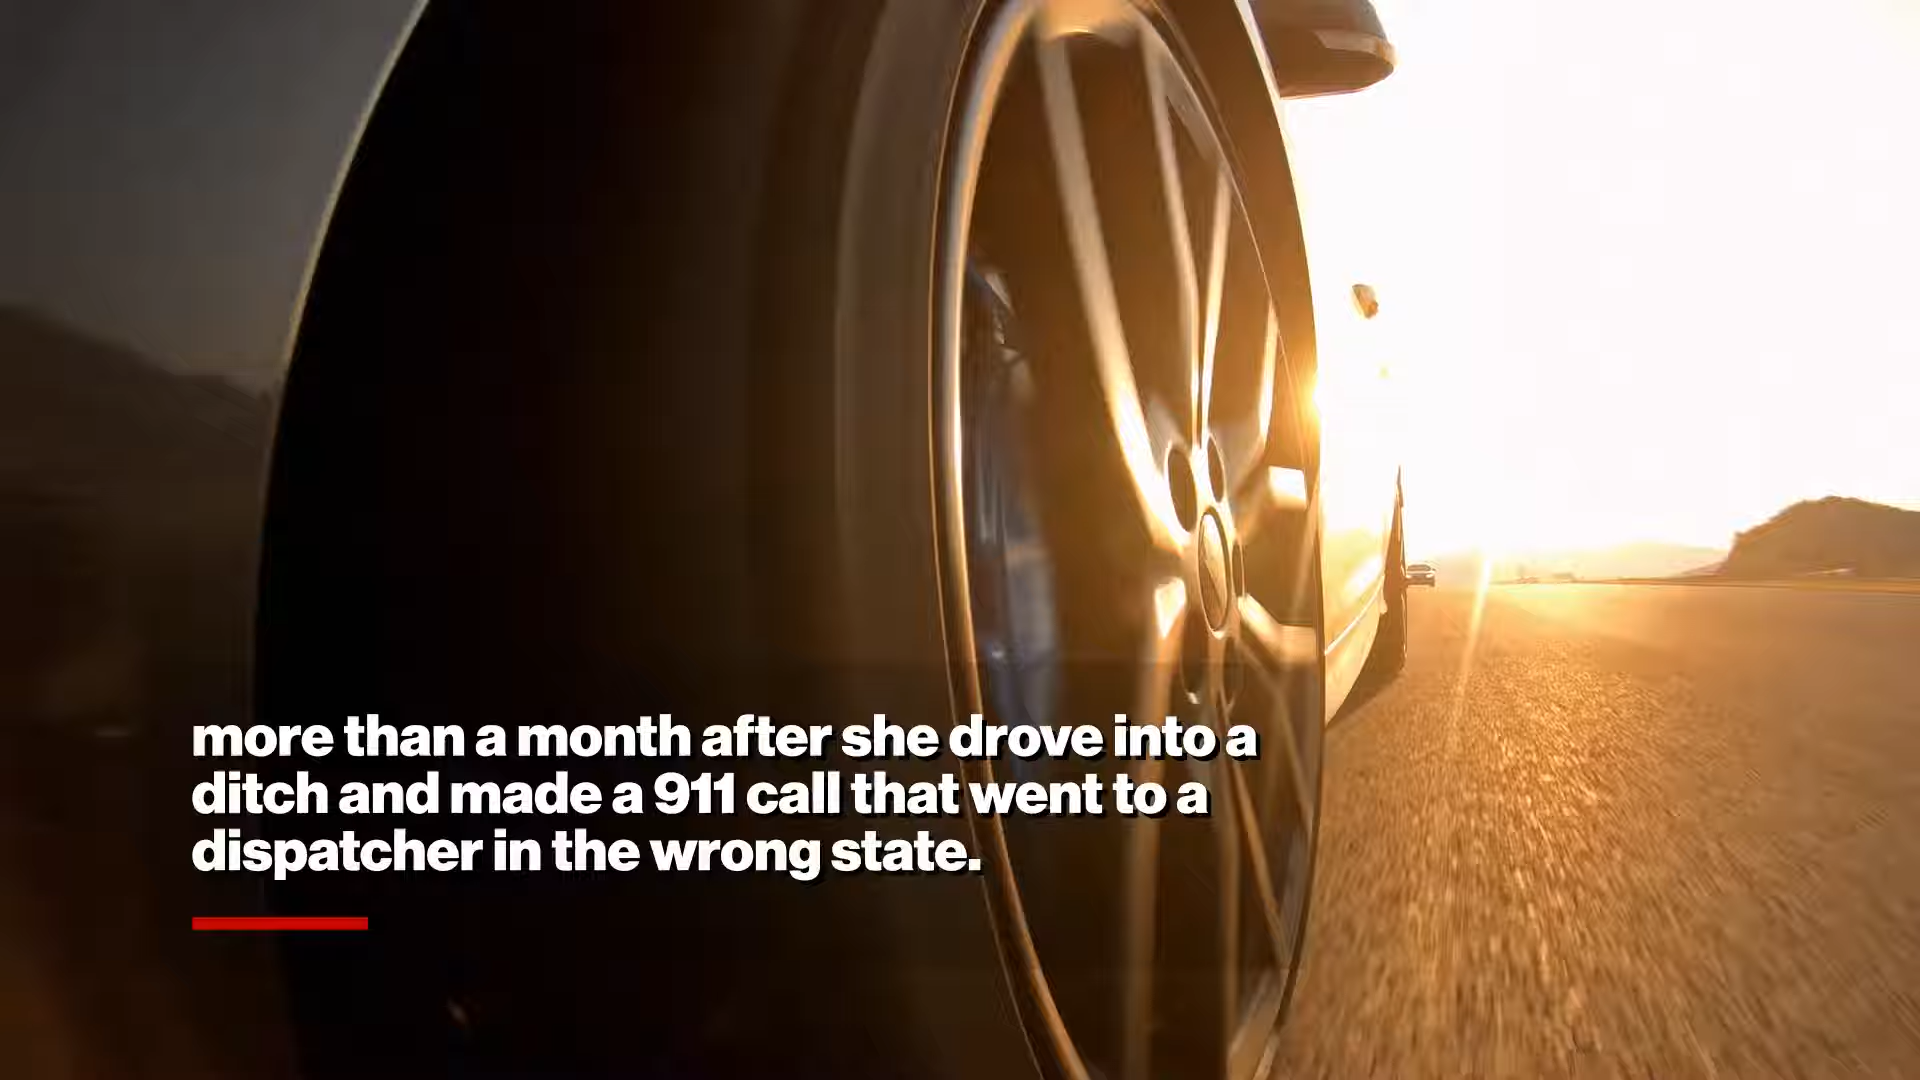 more than a month after she drove into a
ditch and made a 911 call that went to a
dispatcher in the wrong state.